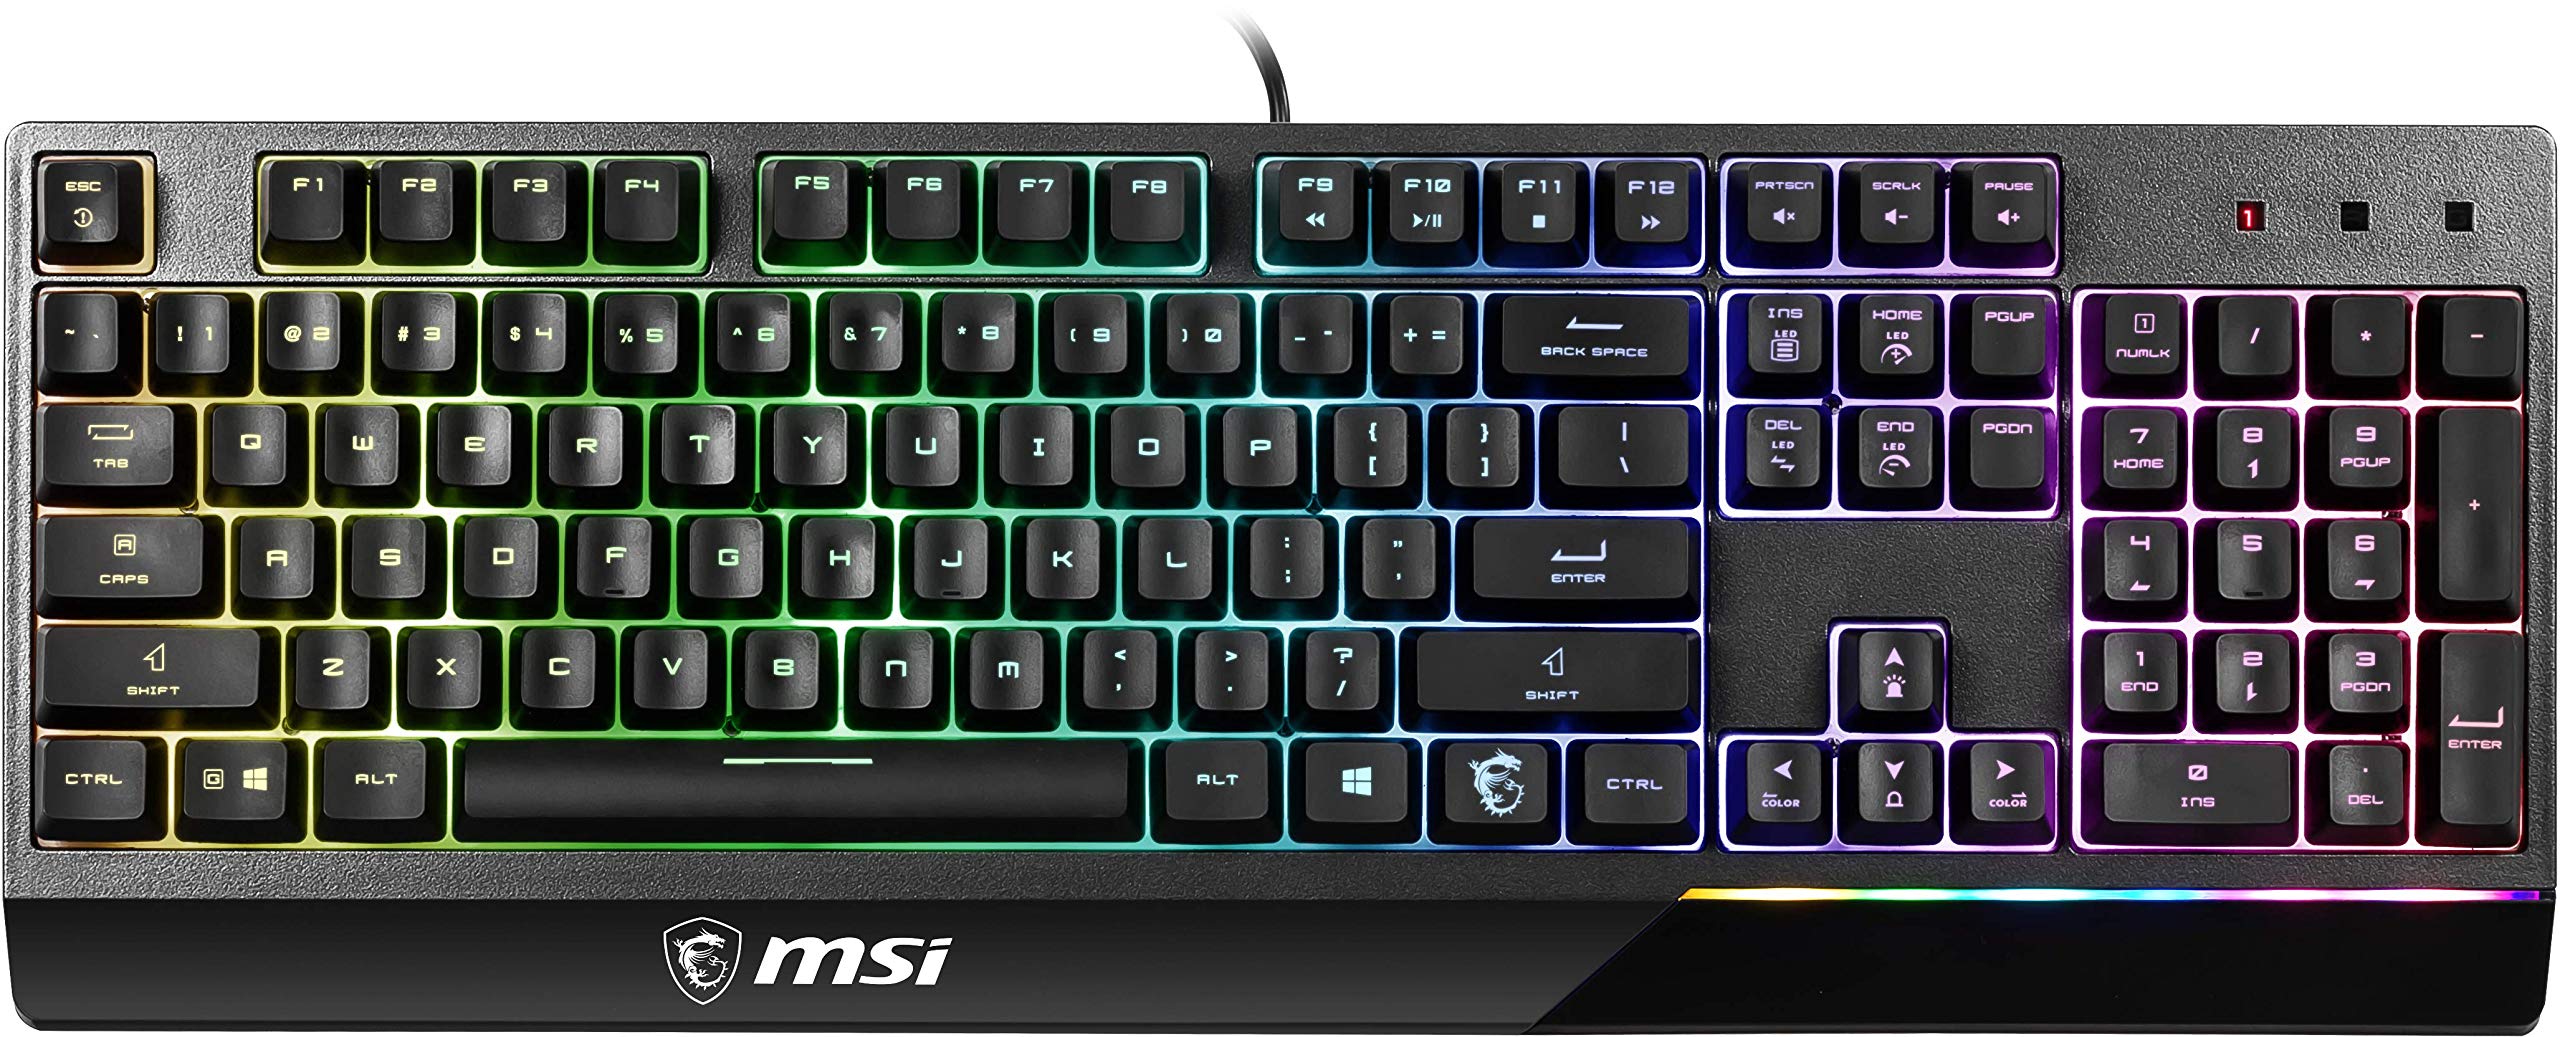 ESC F1 F2 F3 F4 F5 F6 F7 F8 F9 F10 F11 F12 PRTSCN SCRLK PAUSE
1
~ ` ! 1 @ 2 # 3 $ 4 % 5 ^ 6 & 7 * 8 ( 9 ) 0 _ - + = BACK SPACE INS LED HOME LED PGUP 1 NUMLK / * -
TAB Q W E R T Y U I O P { [ } ] | \ DEL LED END LED PGDN 7 HOME 8 9 PGUP +
A CAPS A S D F G H J K L : ; " ' ENTER 4 5 6
SHIFT Z X C V B N M < , > . ? / SHIFT 1 END 2 3 PGDN ENTER
CTRL G ALT ALT CTRL COLOR COLOR 0 INS . DEL
msi